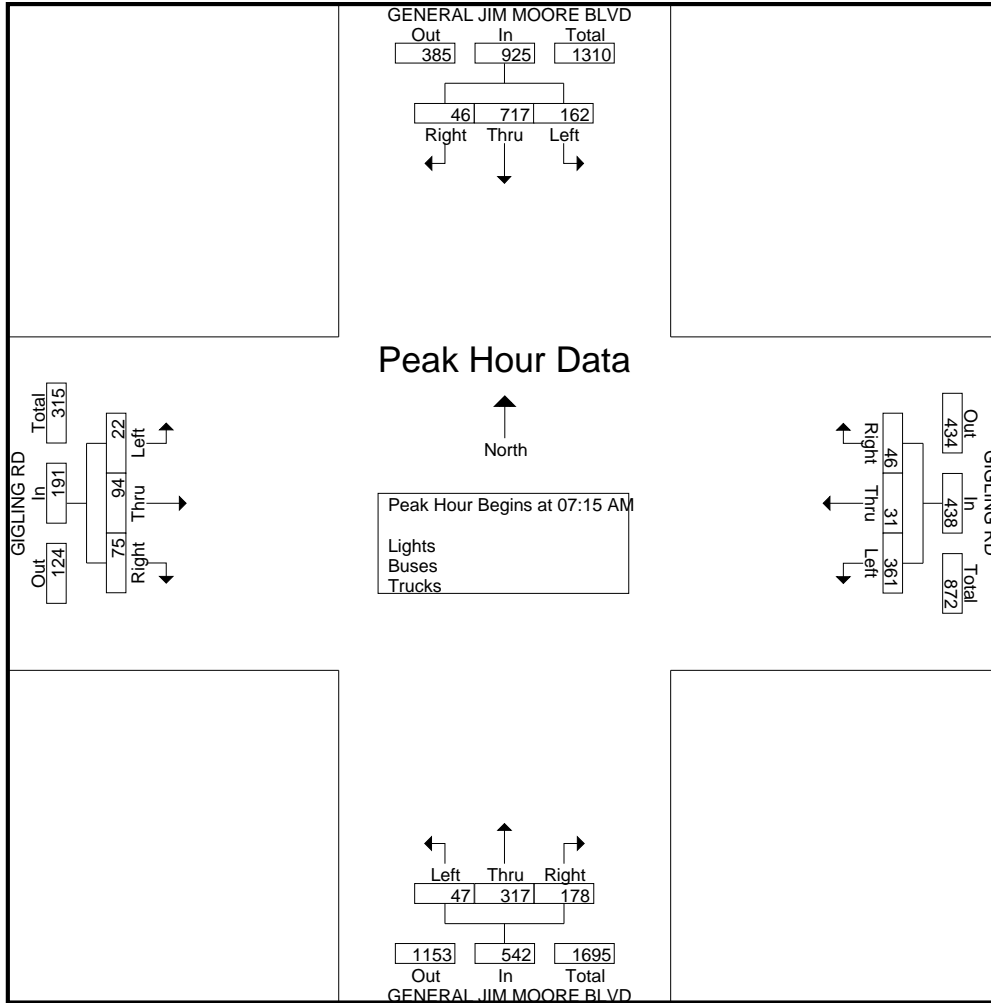 GENERAL JIM MOORE BLVD
Out In Total
385 925 1310
46 717 162
Right Thru Left
Peak Hour Data
North
Peak Hour Begins at 07:15 AM
Lights
Buses
Trucks
GIGLING RD
Total In Out
315 191 124
22 94 75
Left Thru Right
Right Thru Left
46 31 361
Out In Total
434 438 872
GIGLING RD
Left Thru Right
47 317 178
1153 542 1695
Out In Total
GENERAL JIM MOORE BLVD